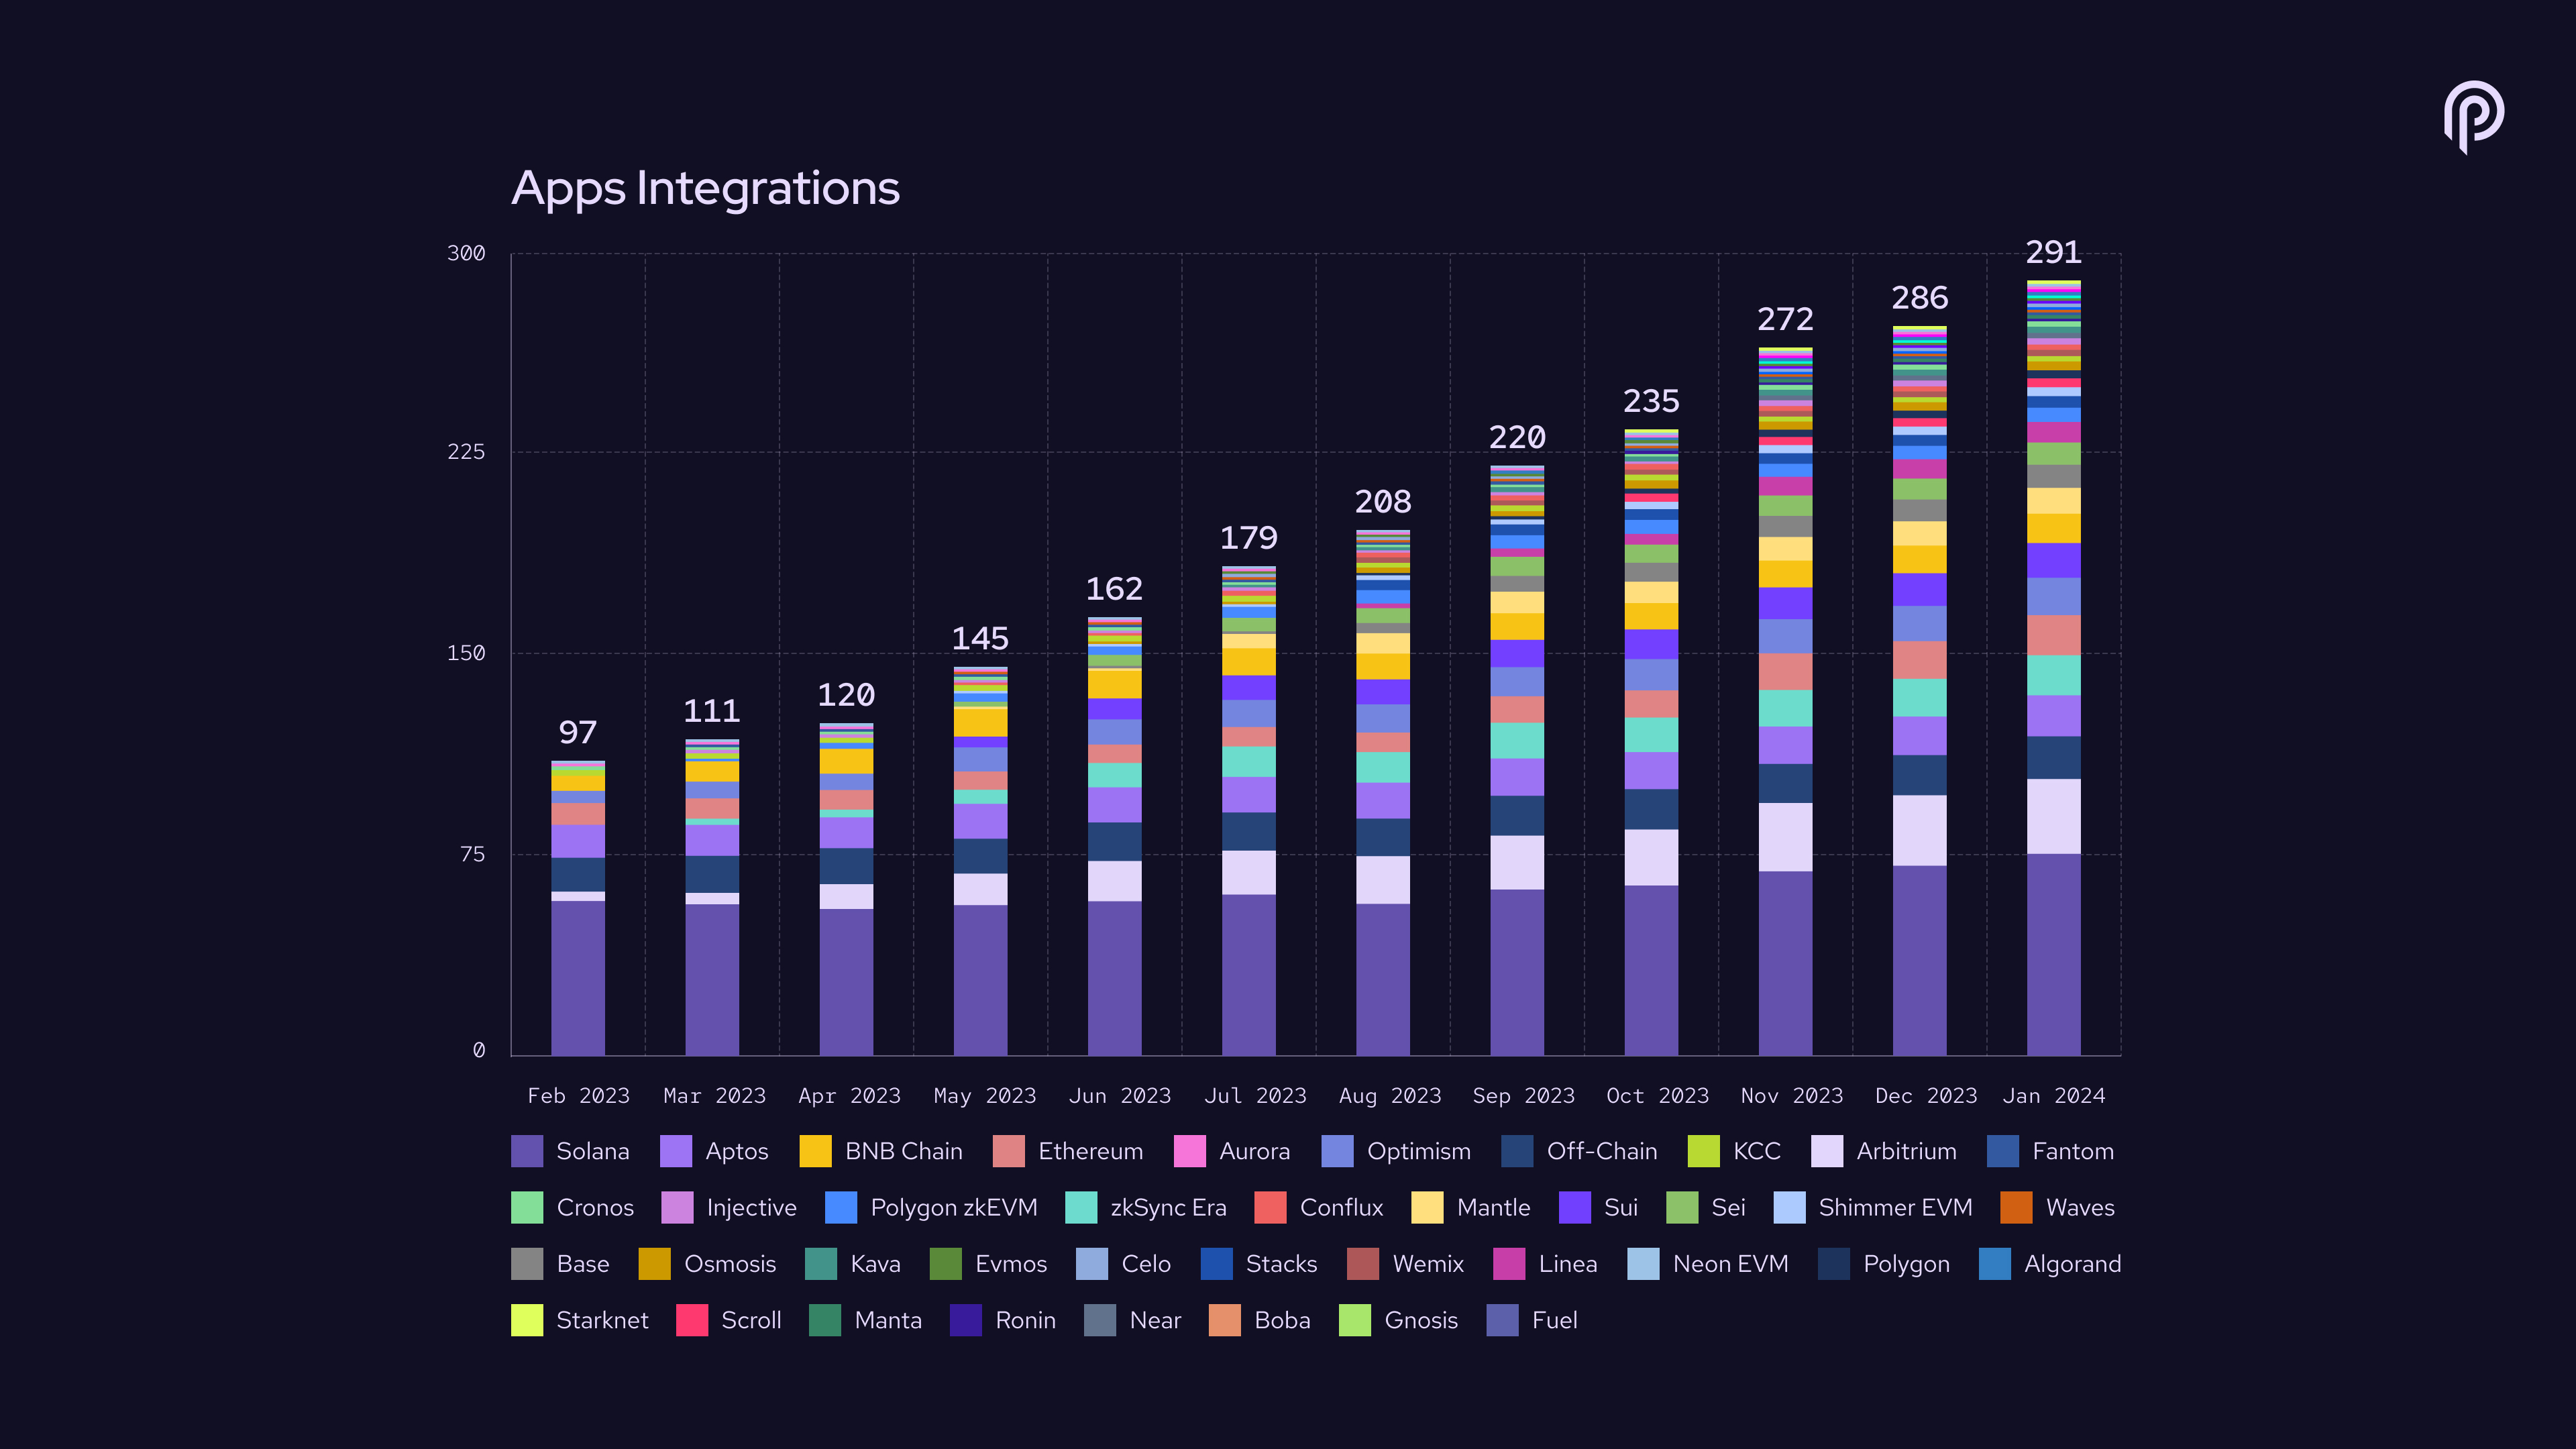 Apps Integrations
300
225
150
75
0
97
111
120
145
162
179
208
220
235
272
286
291
Feb 2023 Mar 2023 Apr 2023 May 2023 Jun 2023 Jul 2023 Aug 2023 Sep 2023 Oct 2023 Nov 2023 Dec 2023 Jan 2024
Solana Aptos BNB Chain Ethereum Aurora Optimism Off-Chain KCC Arbitrium Fantom
Cronos Injective Polygon zkEVM zkSync Era Conflux Mantle Sui Sei Shimmer EVM Waves
Base Osmosis Kava Evmos Celo Stacks Wemix Linea Neon EVM Polygon Algorand
Starknet Scroll Manta Ronin Near Boba Gnosis Fuel